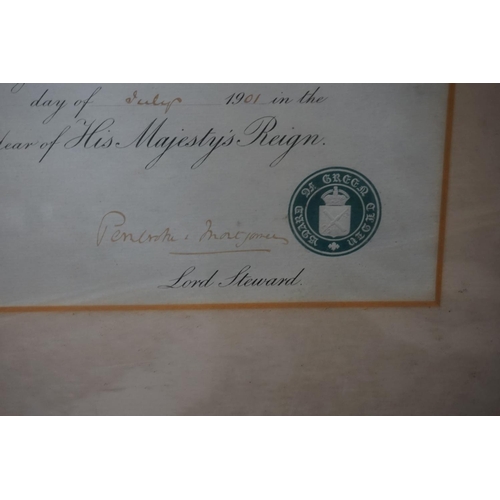 day of July 1901 in the
Year of His Majesty's Reign.
BOARD OF GREEN CLOTH
Pembroke & Montgomery
Lord Steward.